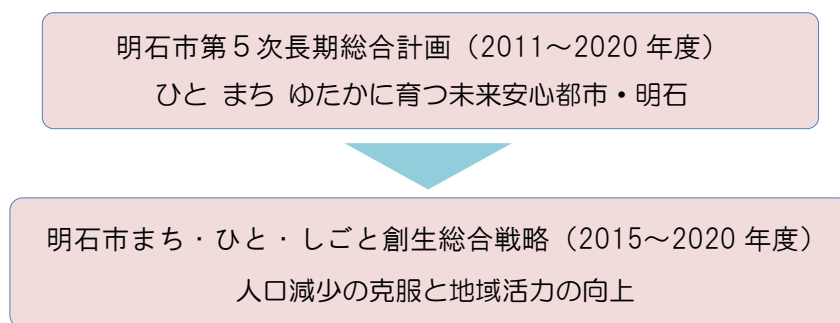 明石市第５次長期総合計画（2011～2020 年度）
ひと まち ゆたかに育つ未来安心都市・明石
明石市まち・ひと・しごと創生総合戦略（2015～2020 年度）
人口減少の克服と地域活力の向上